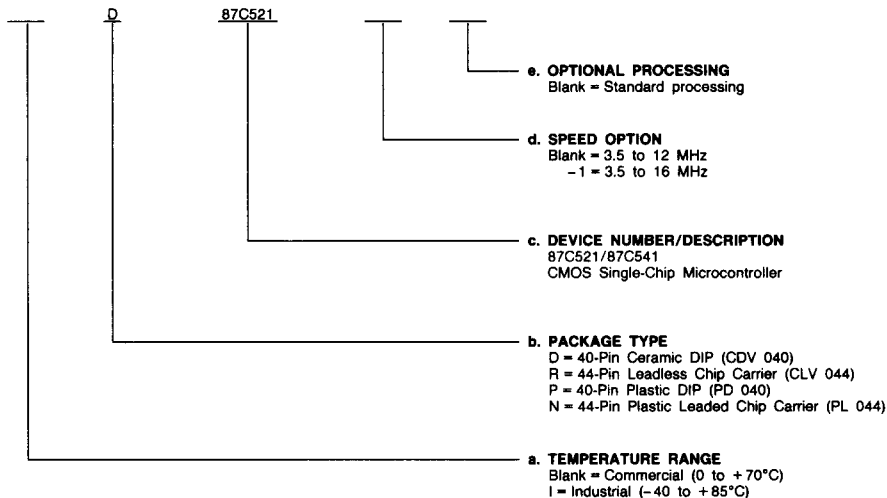 D 87C521
e. OPTIONAL PROCESSING
Blank = Standard processing
d. SPEED OPTION
Blank = 3.5 to 12 MHz
-1 = 3.5 to 16 MHz
c. DEVICE NUMBER/DESCRIPTION
87C521/87C541
CMOS Single-Chip Microcontroller
b. PACKAGE TYPE
D = 40-Pin Ceramic DIP (CDV 040)
R = 44-Pin Leadless Chip Carrier (CLV 044)
P = 40-Pin Plastic DIP (PD 040)
N = 44-Pin Plastic Leaded Chip Carrier (PL 044)
a. TEMPERATURE RANGE
Blank = Commercial (0 to +70°C)
I = Industrial (-40 to +85°C)